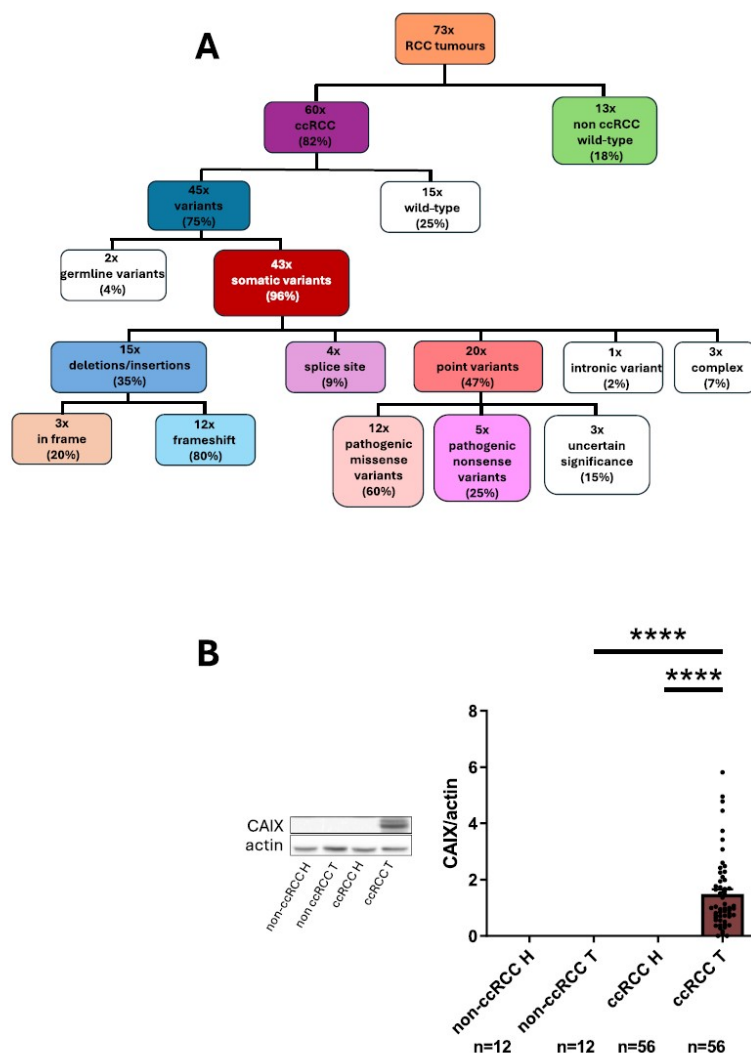 A
73x
RCC tumours
60x
ccRCC
(82%)
13x
non ccRCC
wild-type
(18%)
45x
variants
(75%)
15x
wild-type
(25%)
2x
germline variants
(4%)
43x
somatic variants
(96%)
15x
deletions/insertions
(35%)
4x
splice site
(9%)
20x
point variants
(47%)
1x
intronic variant
(2%)
3x
complex
(7%)
3x
in frame
(20%)
12x
frameshift
(80%)
12x
pathogenic
missense
variants
(60%)
5x
pathogenic
nonsense
variants
(25%)
3x
uncertain
significance
(15%)
B
CAIX
actin
non-ccRCC H
non ccRCC T
ccRCC H
ccRCC T
****
****
CAIX/actin
8
6
4
2
0
non-ccRCC H
non-ccRCC T
ccRCC H
ccRCC T
n=12
n=12
n=56
n=56